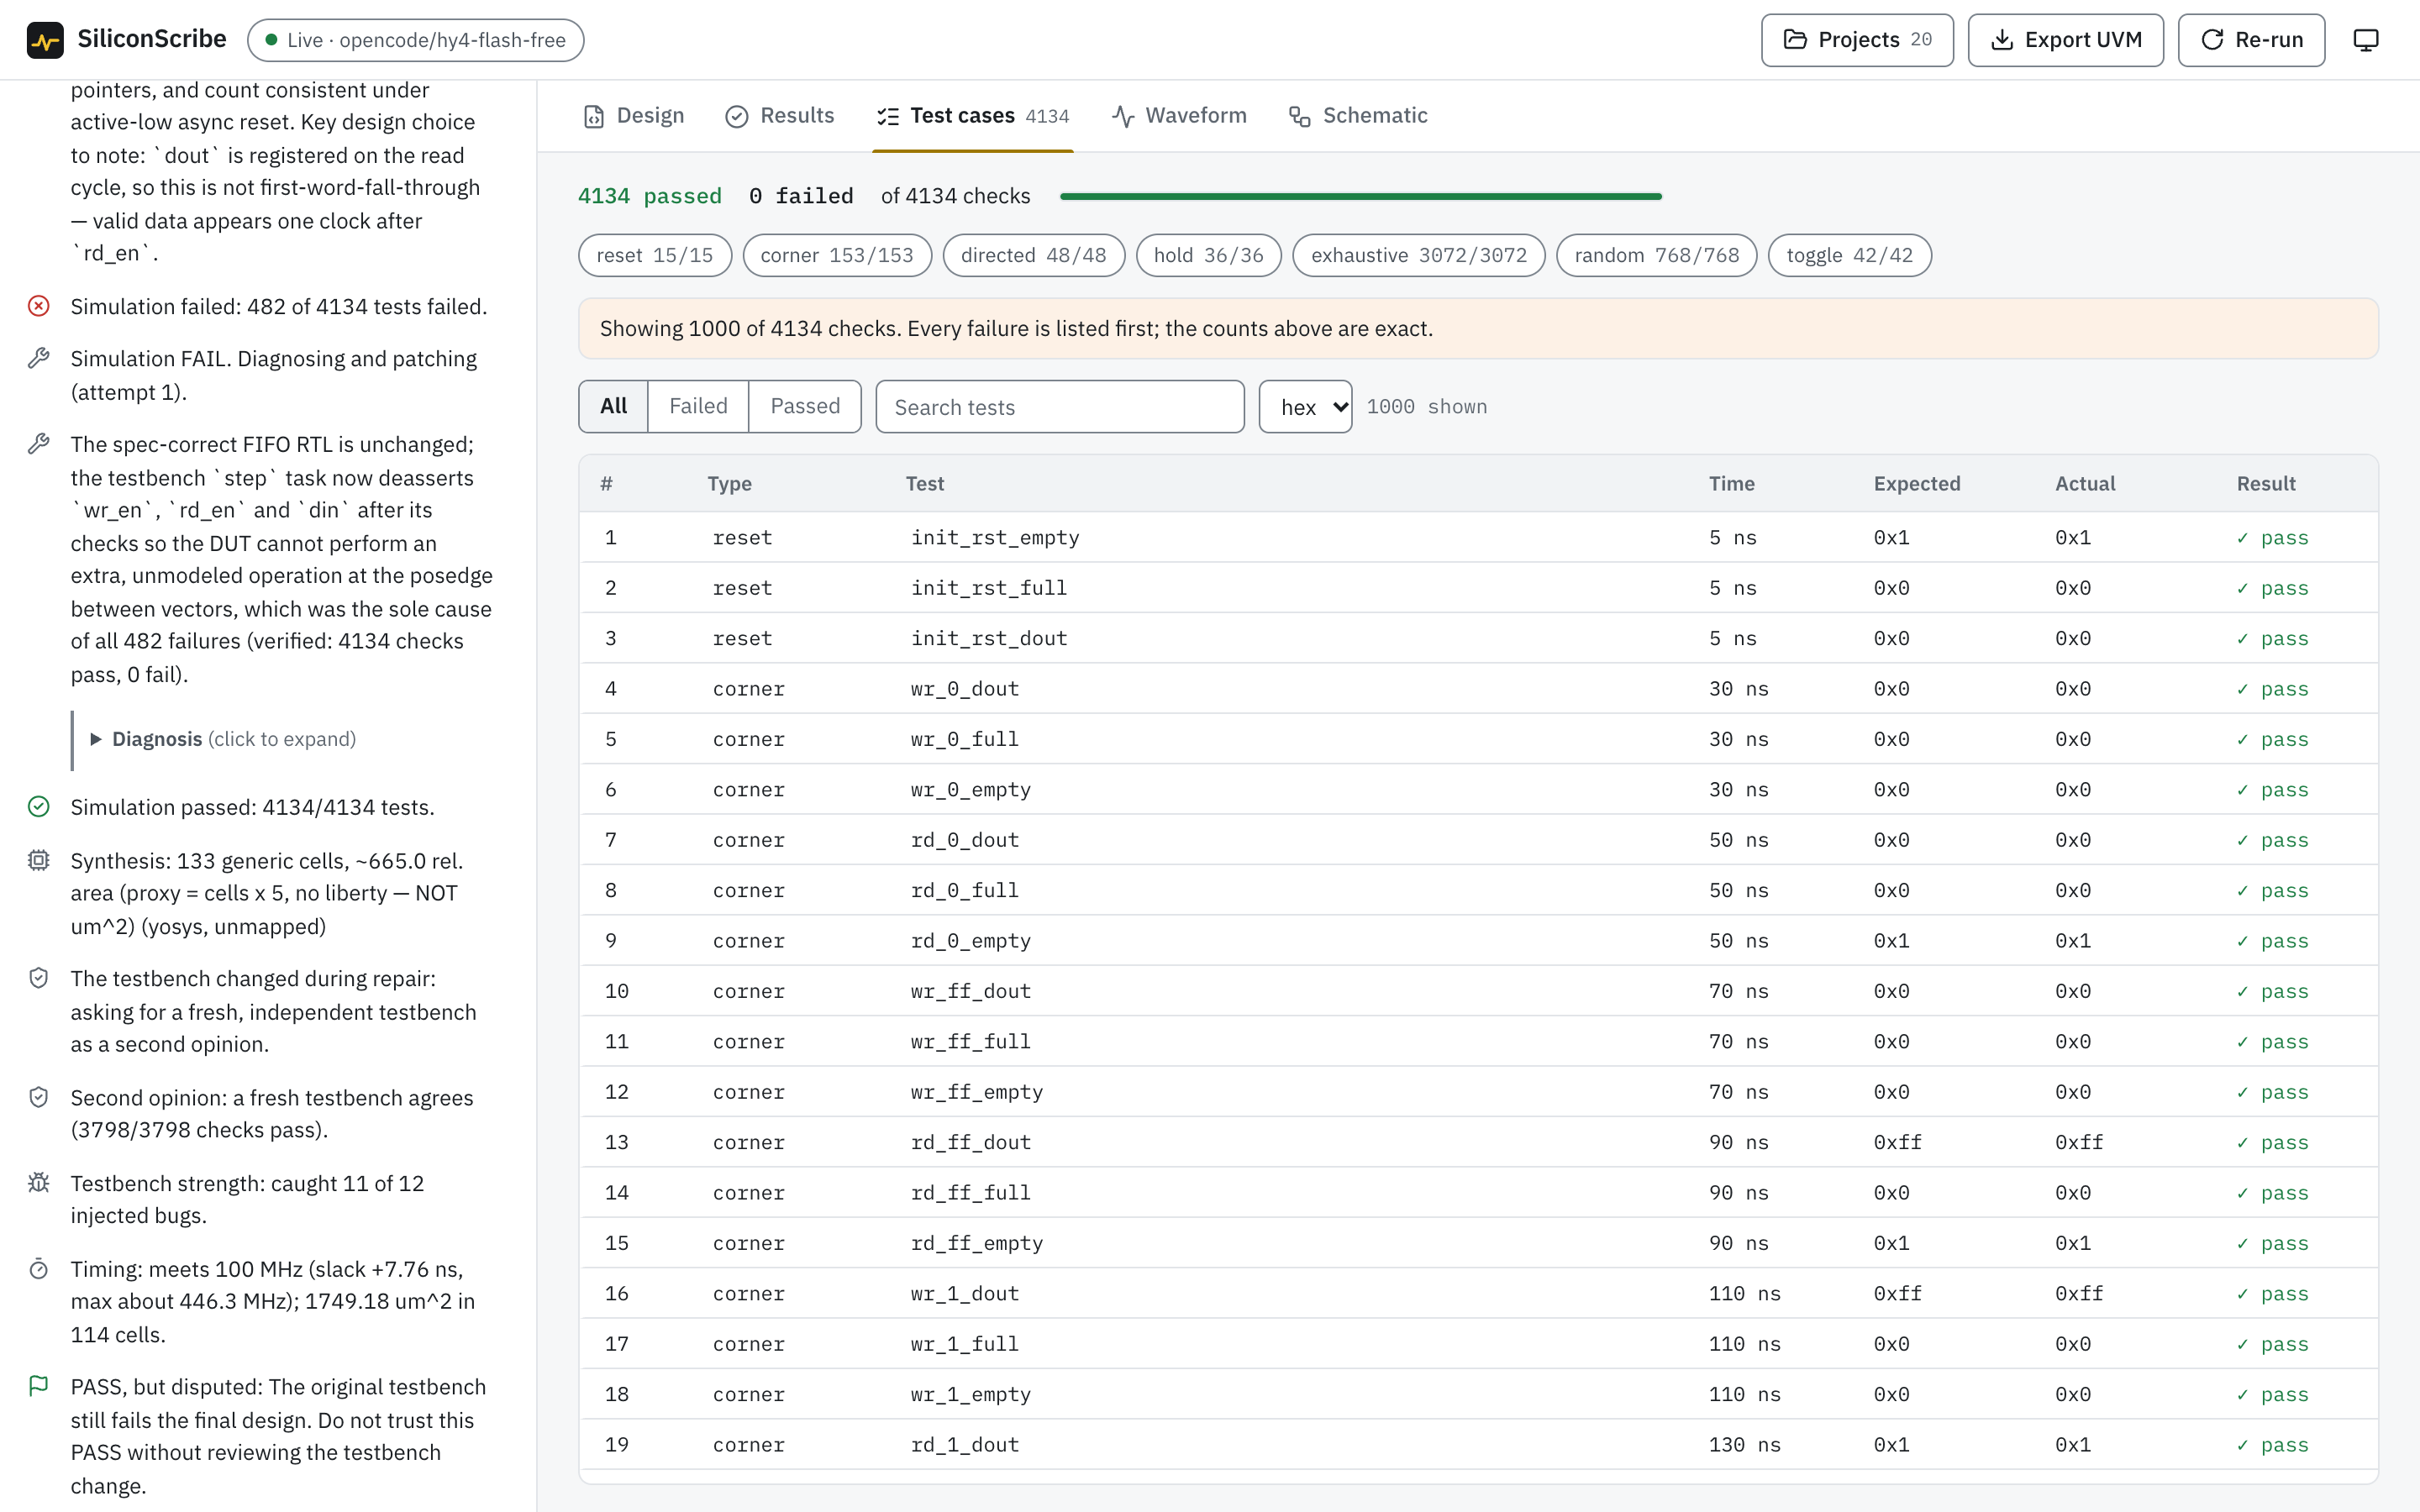 SiliconScribe
Live · opencode/hy4-flash-free
Projects 20
Export UVM
Re-run
pointers, and count consistent under
active-low async reset. Key design choice
to note: `dout` is registered on the read
cycle, so this is not first-word-fall-through
— valid data appears one clock after
`rd_en`.
Simulation failed: 482 of 4134 tests failed.
Simulation FAIL. Diagnosing and patching
(attempt 1).
The spec-correct FIFO RTL is unchanged;
the testbench `step` task now deasserts
`wr_en`, `rd_en` and `din` after its
checks so the DUT cannot perform an
extra, unmodeled operation at the posedge
between vectors, which was the sole cause
of all 482 failures (verified: 4134 checks
pass, 0 fail).
Diagnosis (click to expand)
Simulation passed: 4134/4134 tests.
Synthesis: 133 generic cells, ~665.0 rel.
area (proxy = cells x 5, no liberty — NOT
um^2) (yosys, unmapped)
The testbench changed during repair:
asking for a fresh, independent testbench
as a second opinion.
Second opinion: a fresh testbench agrees
(3798/3798 checks pass).
Testbench strength: caught 11 of 12
injected bugs.
Timing: meets 100 MHz (slack +7.76 ns,
max about 446.3 MHz); 1749.18 um^2 in
114 cells.
PASS, but disputed: The original testbench
still fails the final design. Do not trust this
PASS without reviewing the testbench
change.
Design Results Test cases 4134 Waveform Schematic
4134 passed 0 failed of 4134 checks
reset 15/15 corner 153/153 directed 48/48 hold 36/36 exhaustive 3072/3072 random 768/768 toggle 42/42
Showing 1000 of 4134 checks. Every failure is listed first; the counts above are exact.
All Failed Passed Search tests hex 1000 shown
# Type Test Time Expected Actual Result
1 reset init_rst_empty 5 ns 0x1 0x1 ✓ pass
2 reset init_rst_full 5 ns 0x0 0x0 ✓ pass
3 reset init_rst_dout 5 ns 0x0 0x0 ✓ pass
4 corner wr_0_dout 30 ns 0x0 0x0 ✓ pass
5 corner wr_0_full 30 ns 0x0 0x0 ✓ pass
6 corner wr_0_empty 30 ns 0x0 0x0 ✓ pass
7 corner rd_0_dout 50 ns 0x0 0x0 ✓ pass
8 corner rd_0_full 50 ns 0x0 0x0 ✓ pass
9 corner rd_0_empty 50 ns 0x1 0x1 ✓ pass
10 corner wr_ff_dout 70 ns 0x0 0x0 ✓ pass
11 corner wr_ff_full 70 ns 0x0 0x0 ✓ pass
12 corner wr_ff_empty 70 ns 0x0 0x0 ✓ pass
13 corner rd_ff_dout 90 ns 0xff 0xff ✓ pass
14 corner rd_ff_full 90 ns 0x0 0x0 ✓ pass
15 corner rd_ff_empty 90 ns 0x1 0x1 ✓ pass
16 corner wr_1_dout 110 ns 0xff 0xff ✓ pass
17 corner wr_1_full 110 ns 0x0 0x0 ✓ pass
18 corner wr_1_empty 110 ns 0x0 0x0 ✓ pass
19 corner rd_1_dout 130 ns 0x1 0x1 ✓ pass